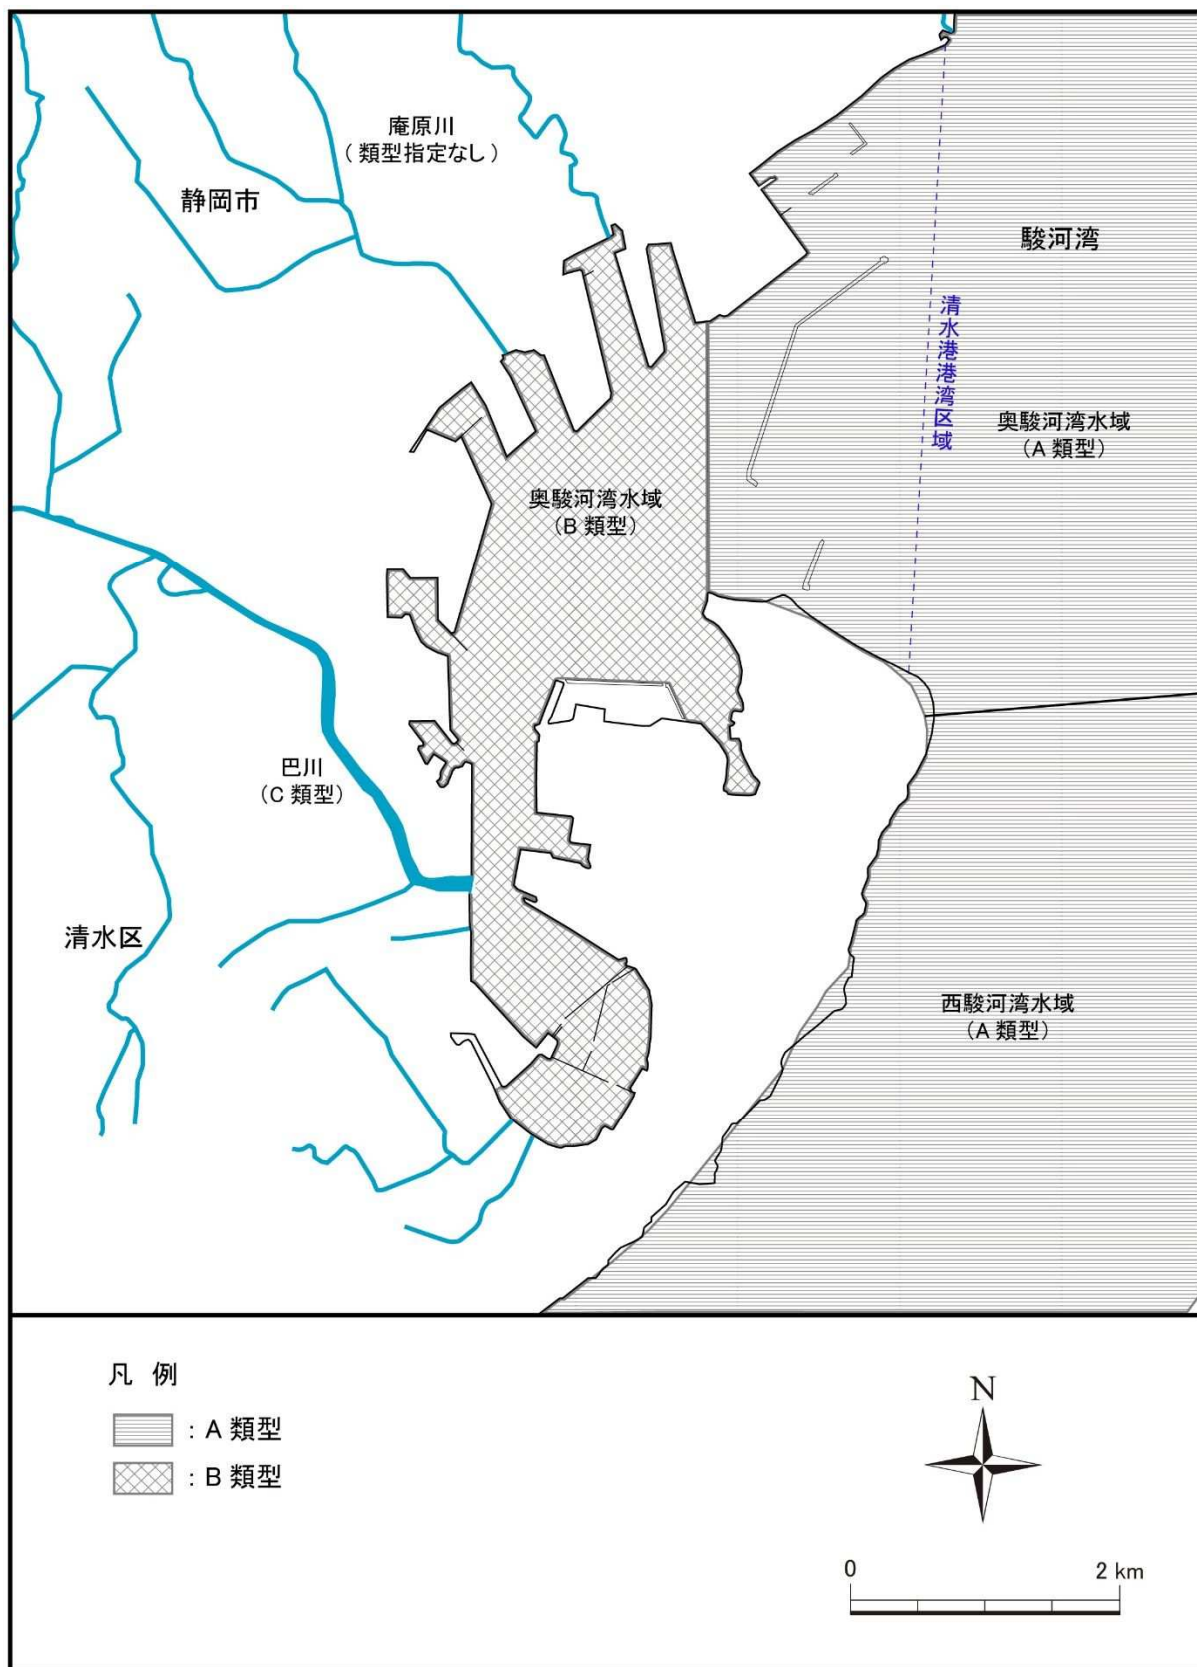 庵原川
（類型指定なし）
静岡市
駿河湾
清水港港湾区域
奥駿河湾水域
（A 類型）
奥駿河湾水域
（B 類型）
巴川
（C 類型）
清水区
西駿河湾水域
（A 類型）
凡 例
：A 類型
：B 類型
N
0 2 km